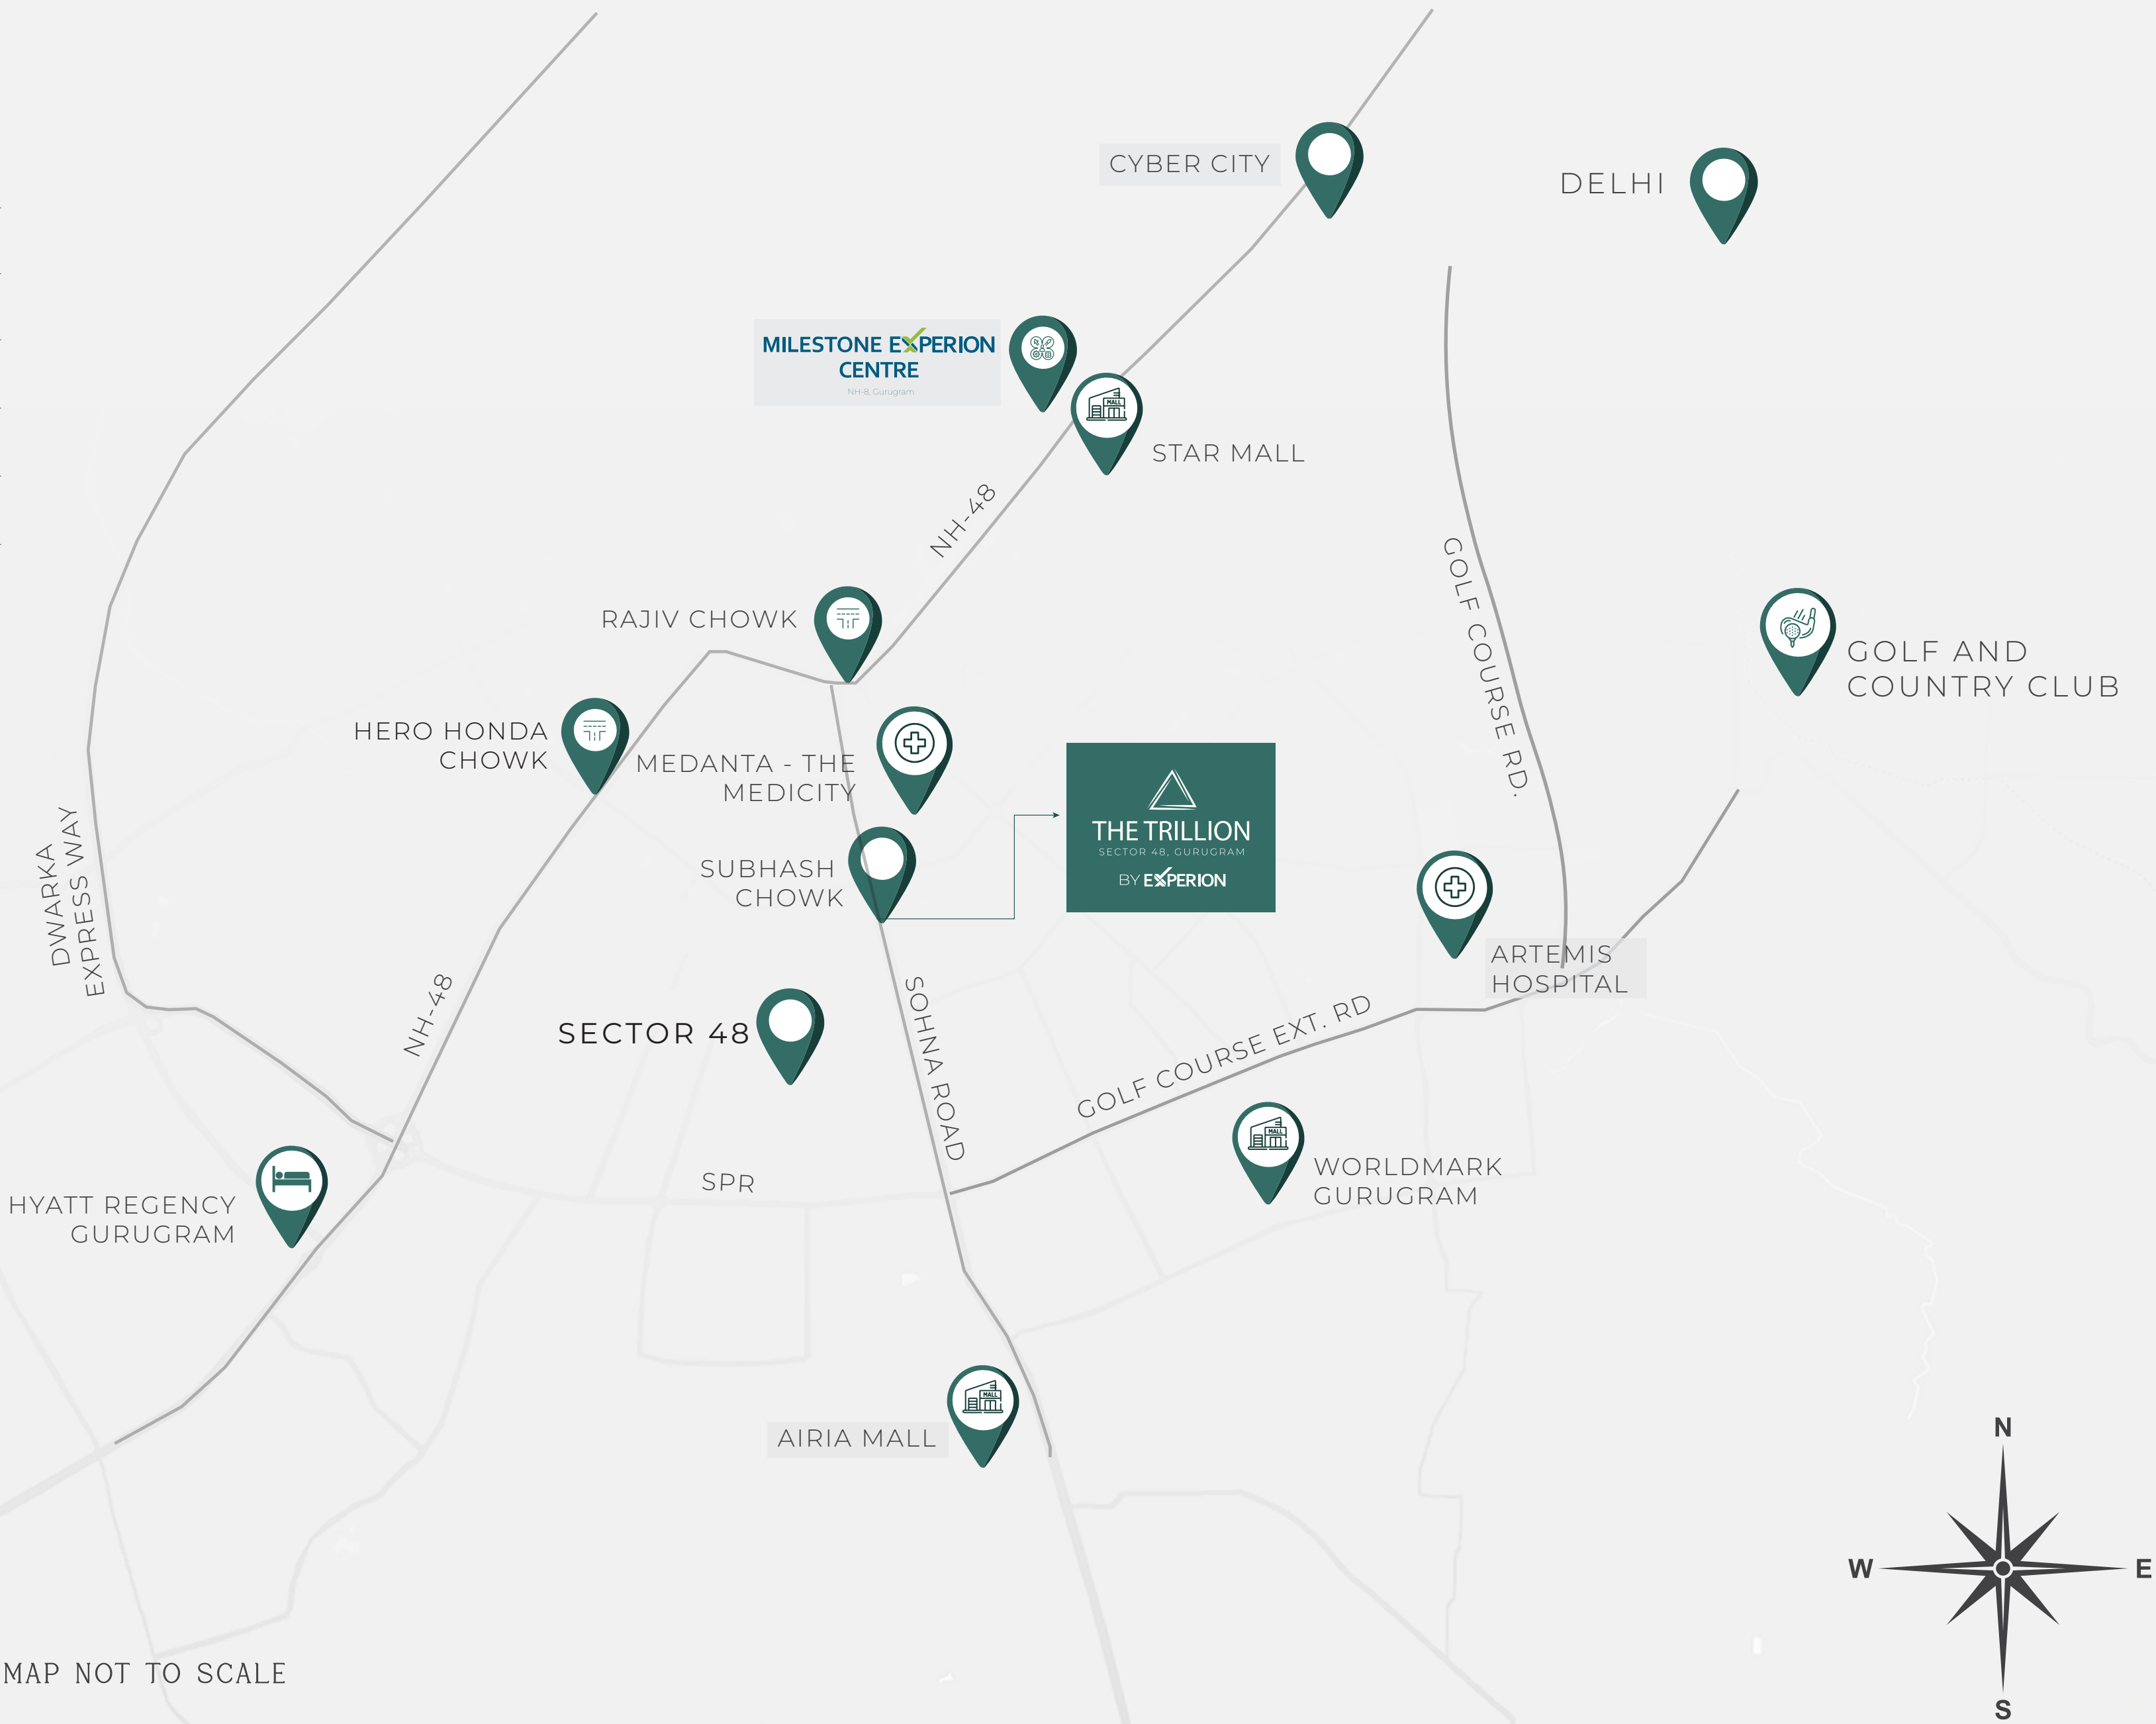 CYBER CITY
DELHI
MILESTONE EXPERION
CENTRE
NH-8, Gurugram
MALL
STAR MALL
NH-48
RAJIV CHOWK
GOLF COURSE RD.
GOLF AND
COUNTRY CLUB
HERO HONDA
CHOWK
MEDANTA - THE
MEDICITY
THE TRILLION
SECTOR 48, GURUGRAM
BY EXPERION
SUBHASH
CHOWK
DWARKA
EXPRESS WAY
ARTEMIS
HOSPITAL
NH-48
SECTOR 48
SOHNA ROAD
GOLF COURSE EXT. RD
MALL
WORLDMARK
GURUGRAM
SPR
HYATT REGENCY
GURUGRAM
MALL
AIRIA MALL
N
W
E
S
MAP NOT TO SCALE